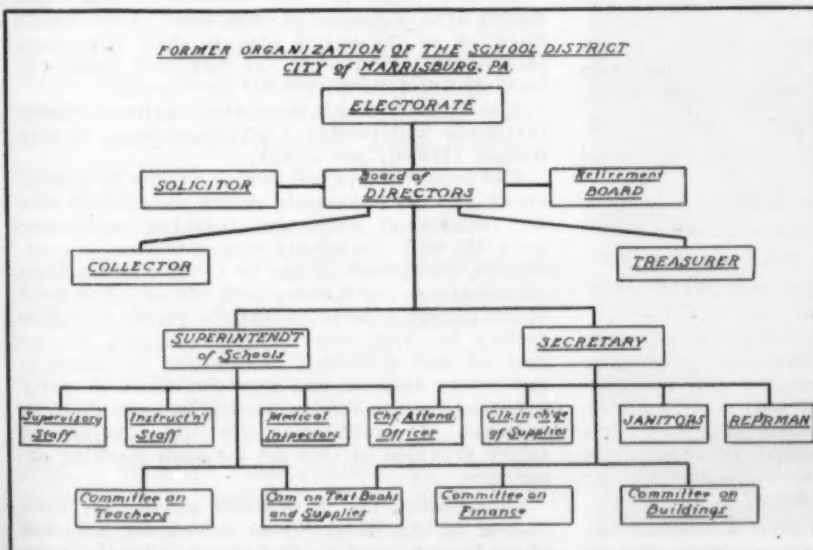 FORMER ORGANIZATION OF THE SCHOOL DISTRICT
CITY of HARRISBURG, PA.
ELECTORATE
SOLICITOR
Board of
DIRECTORS
Retirement
BOARD
COLLECTOR
TREASURER
SUPERINTEND'T
of Schools
SECRETARY
Supervisory
Staff
Instruct'n'l
Staff
Medical
Inspectors
Chf. Attend
Officer
Clk. in ch'ge
of Supplies
JANITORS
REP'RMAN
Committee on
Teachers
Com on Text Books
and Supplies
Committee on
Finance
Committee on
Buildings